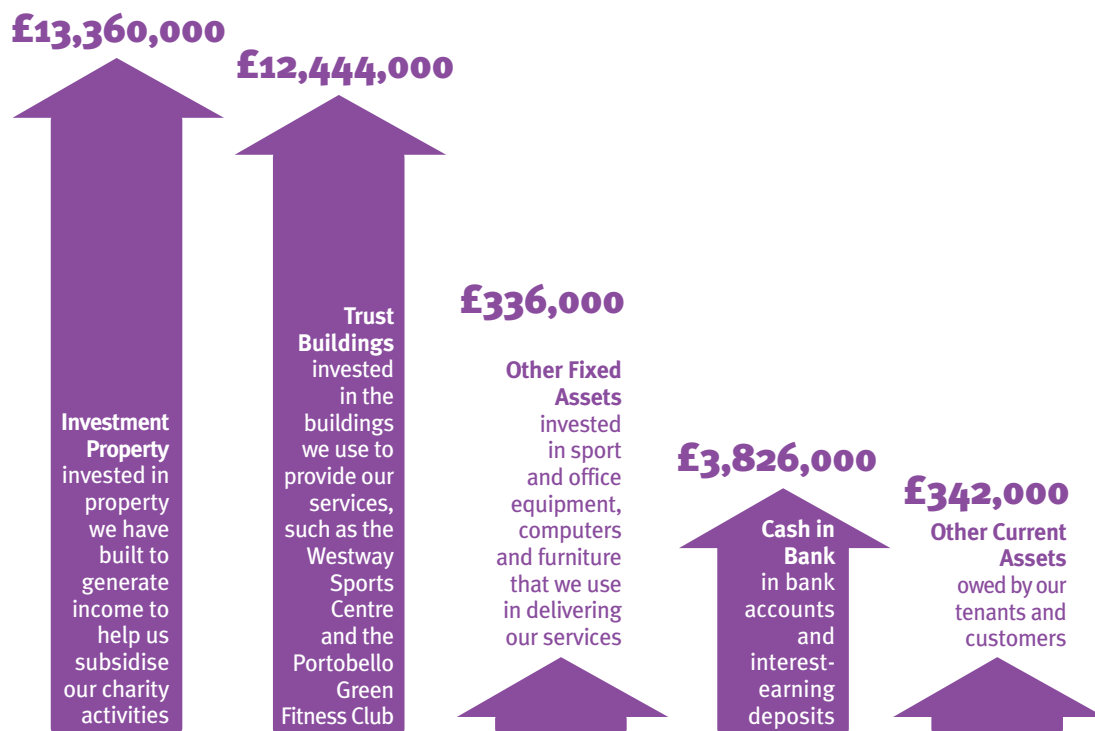 £13,360,000
Investment
Property
invested in
property
we have
built to
generate
income to
help us
subsidise
our charity
activities
£12,444,000
Trust
Buildings
invested
in the
buildings
we use to
provide our
services,
such as the
Westway
Sports
Centre
and the
Portobello
Green
Fitness Club
£336,000
Other Fixed
Assets
invested
in sport
and office
equipment,
computers
and furniture
that we use
in delivering
our services
£3,826,000
Cash in
Bank
in bank
accounts
and
interest-
earning
deposits
£342,000
Other Current
Assets
owed by our
tenants and
customers